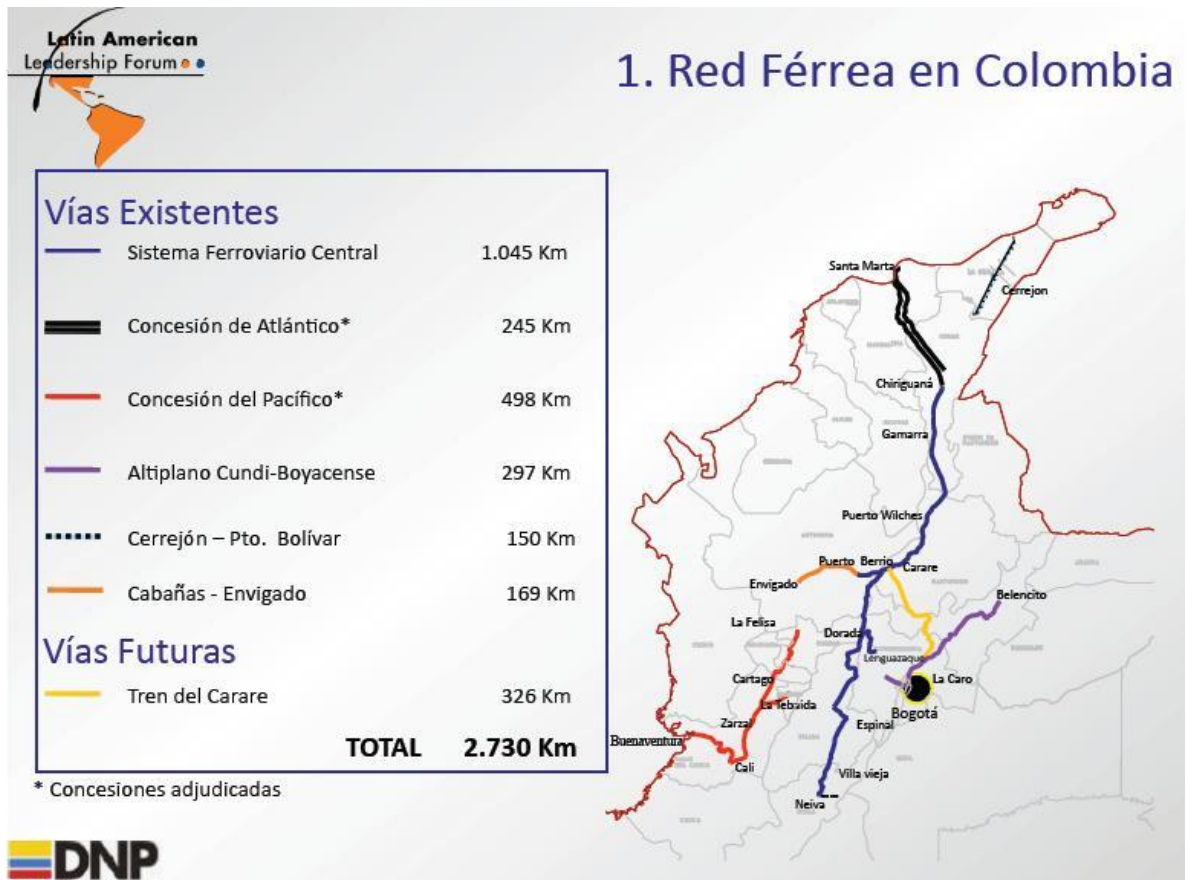 Latin American
Leadership Forum
1. Red Férrea en Colombia
Vías Existentes
Sistema Ferroviario Central 1.045 Km
Concesión de Atlántico* 245 Km
Concesión del Pacífico* 498 Km
Altiplano Cundi-Boyacense 297 Km
Cerrejón – Pto. Bolívar 150 Km
Cabañas - Envigado 169 Km
Vías Futuras
Tren del Carare 326 Km
TOTAL 2.730 Km
* Concesiones adjudicadas
DNP
Santa Marta
Cerrejon
Chiriguaná
Gamarra
Puerto Wilches
Puerto Berrio
Carare
Envigado
Belencito
La Felisa
Dorada
Lenguazaque
Cartago
La Caro
La Tebaida
Bogotá
Zarzal
Espinal
Buenaventura
Cali
Villa vieja
Neiva